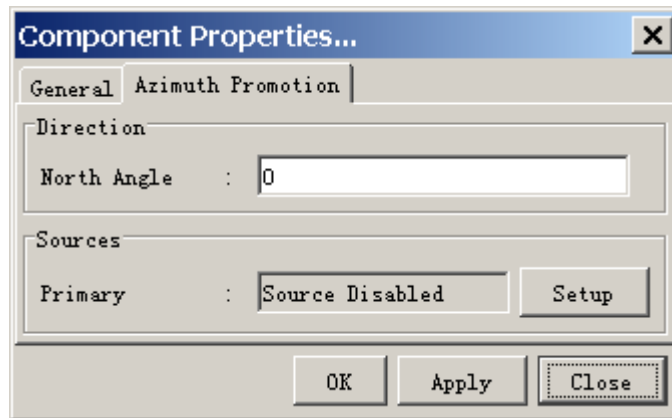 Component Properties...
General Azimuth Promotion
Direction
North Angle : 0
Sources
Primary : Source Disabled Setup
OK Apply Close